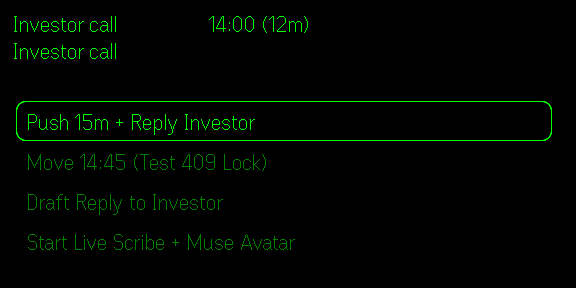 Investor call 14:00 (12m)
Investor call
Push 15m + Reply Investor
Move 14:45 (Test 409 Lock)
Draft Reply to Investor
Start Live Scribe + Muse Avatar